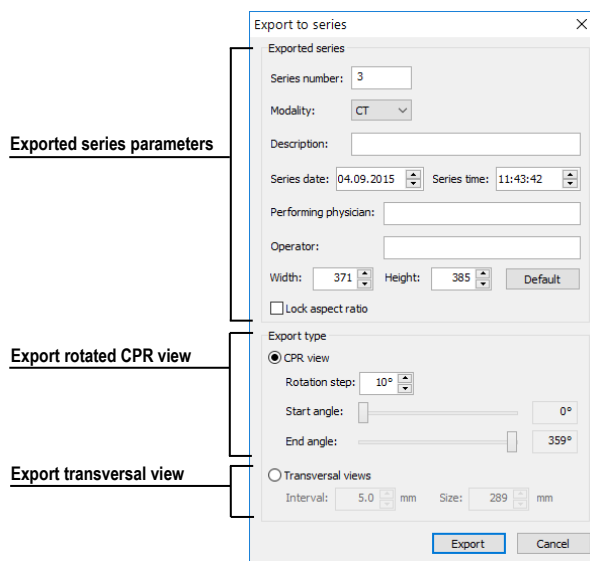 Export to series
Exported series
Series number: 3
Modality: CT
Exported series parameters
Description:
Series date: 04.09.2015 Series time: 11:43:42
Performing physician:
Operator:
Width: 371 Height: 385 Default
Lock aspect ratio
Export type
Export rotated CPR view
CPR view
Rotation step: 10°
Start angle: 0°
End angle: 359°
Export transversal view
Transversal views
Interval: 5.0 mm Size: 289 mm
Export Cancel